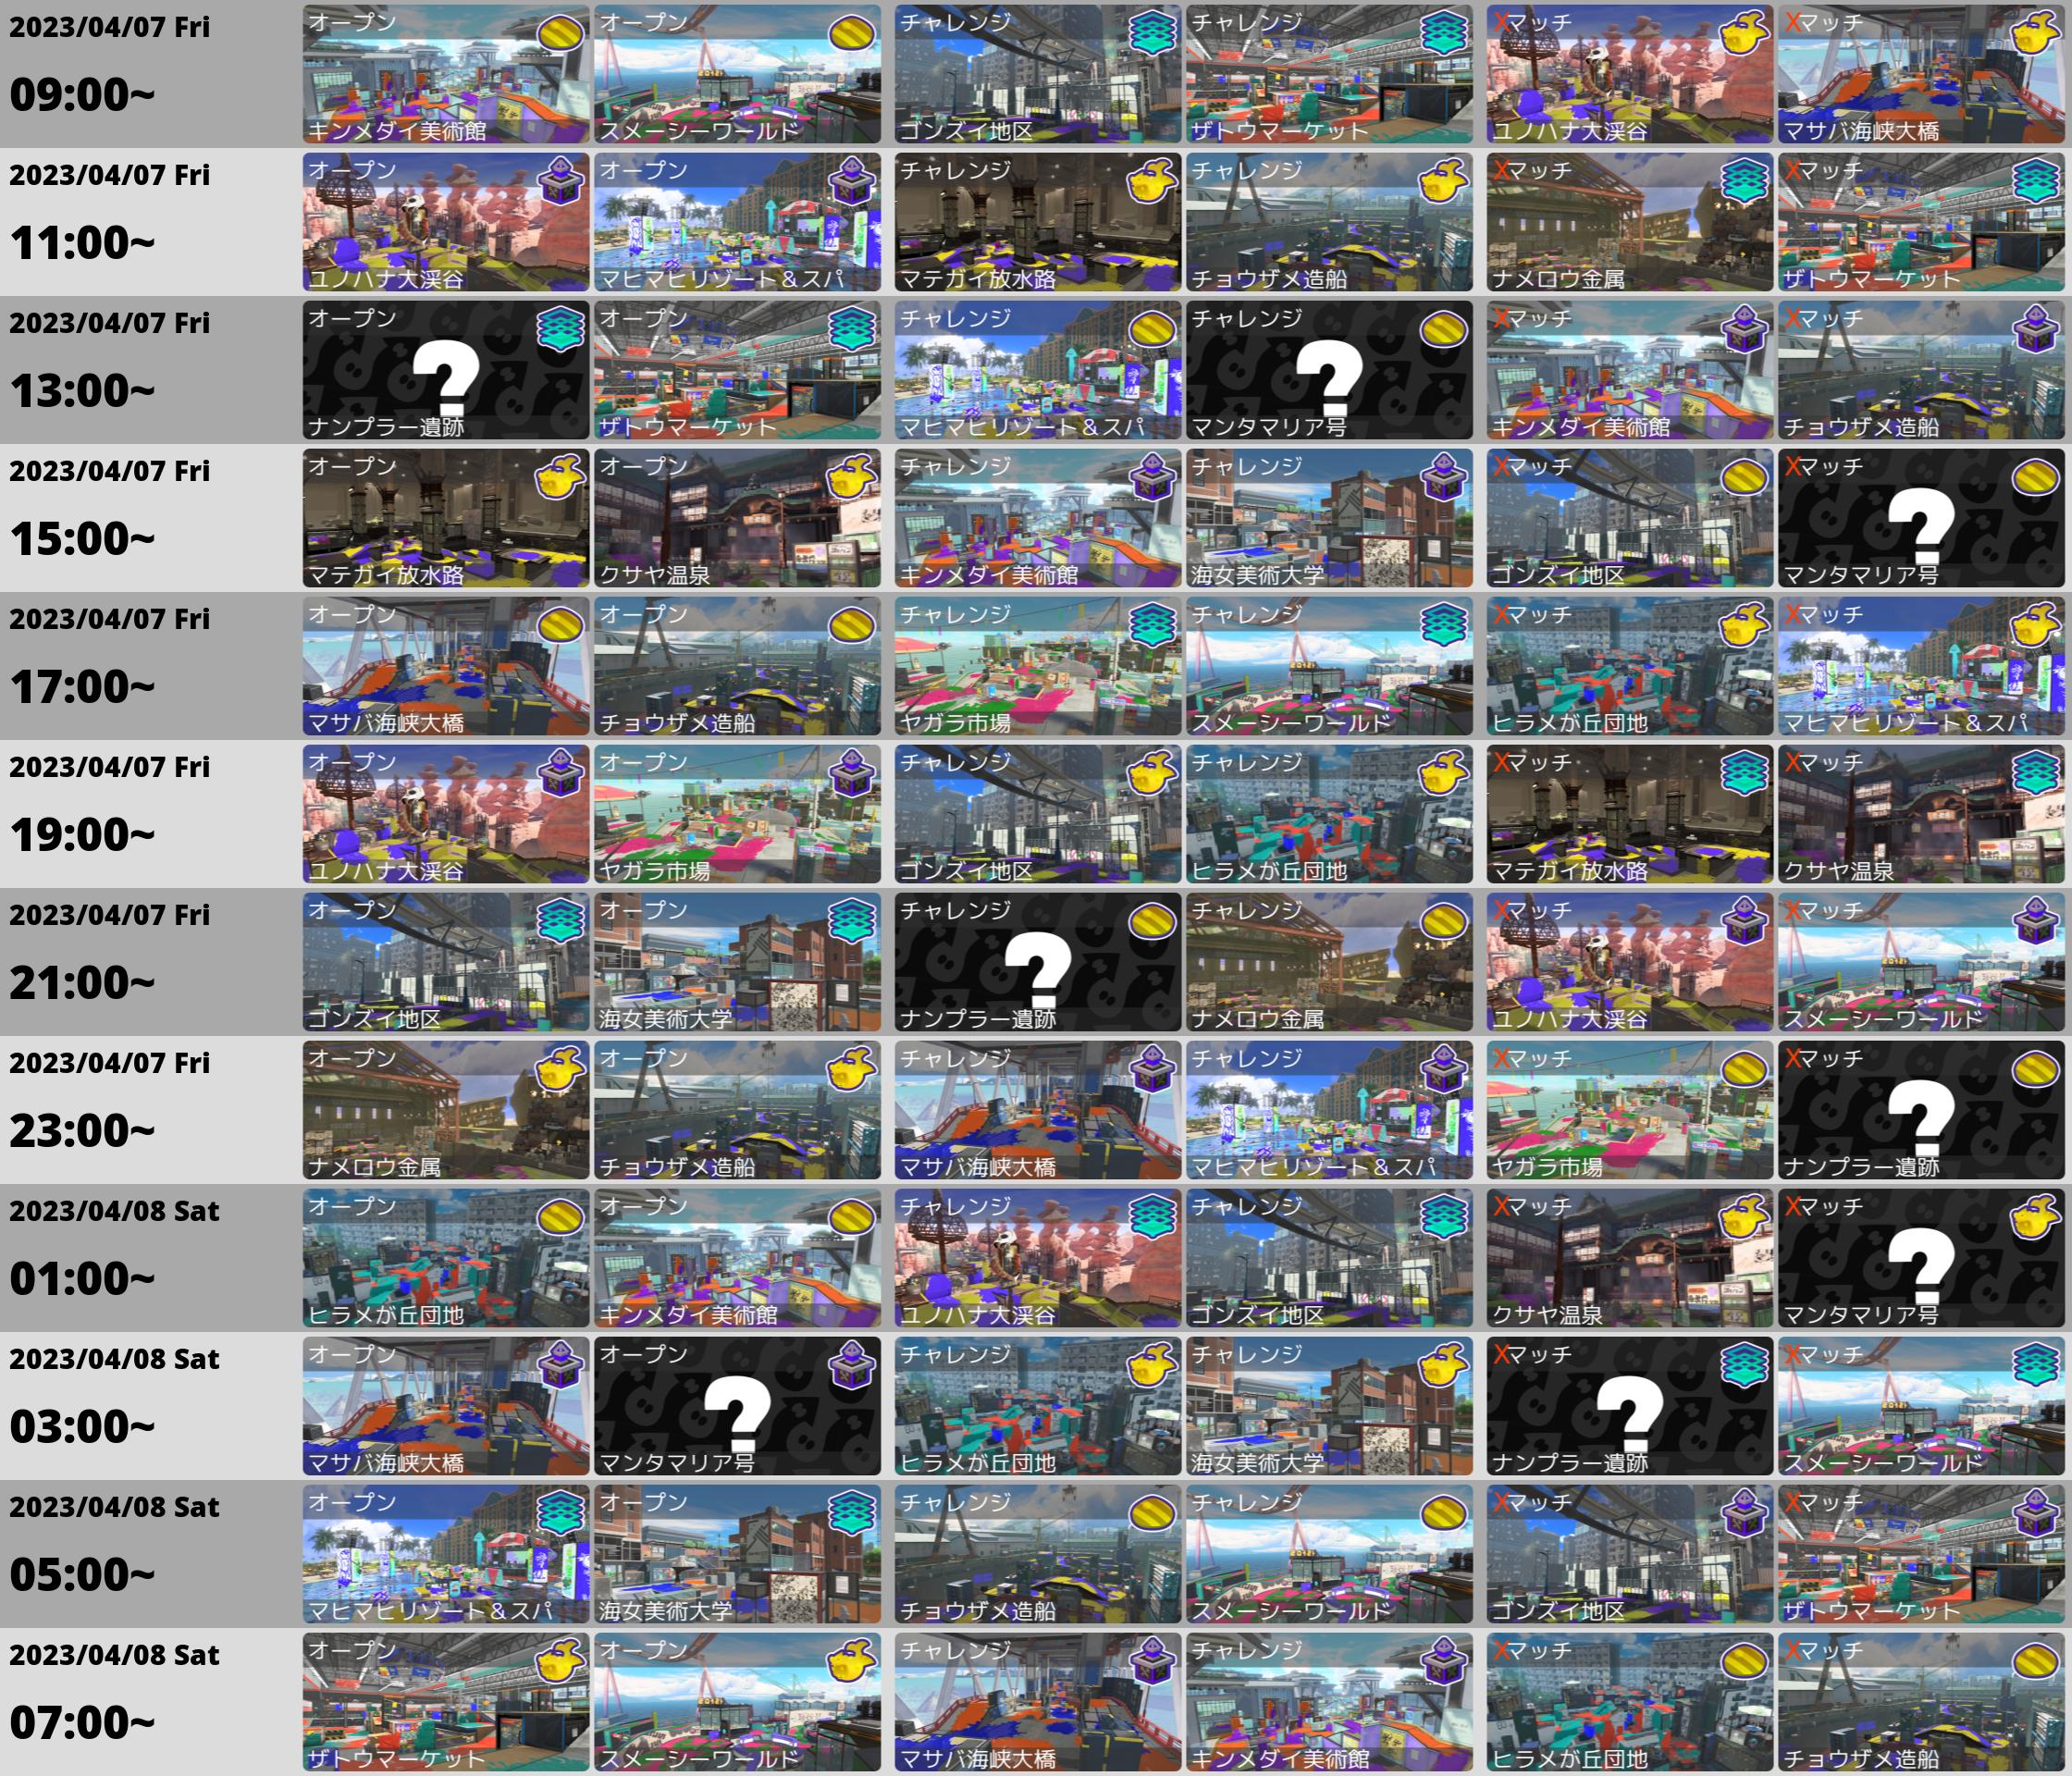 2023/04/07 Fri
09:00~
オープン
キンメダイ美術館
オープン
スメーシーワールド
チャレンジ
ゴンズイ地区
チャレンジ
ザトウマーケット
Xマッチ
ユノハナ大渓谷
Xマッチ
マサバ海峡大橋
2023/04/07 Fri
11:00~
オープン
ユノハナ大渓谷
オープン
マヒマヒリゾート＆スパ
チャレンジ
マテガイ放水路
チャレンジ
チョウザメ造船
Xマッチ
ナメロウ金属
Xマッチ
ザトウマーケット
2023/04/07 Fri
13:00~
オープン
?
ナンプラー遺跡
オープン
ザトウマーケット
チャレンジ
マヒマヒリゾート＆スパ
チャレンジ
?
マンタマリア号
Xマッチ
キンメダイ美術館
Xマッチ
チョウザメ造船
2023/04/07 Fri
15:00~
オープン
マテガイ放水路
オープン
クサヤ温泉
チャレンジ
キンメダイ美術館
チャレンジ
海女美術大学
Xマッチ
ゴンズイ地区
Xマッチ
?
マンタマリア号
2023/04/07 Fri
17:00~
オープン
マサバ海峡大橋
オープン
チョウザメ造船
チャレンジ
ヤガラ市場
チャレンジ
スメーシーワールド
Xマッチ
ヒラメが丘団地
Xマッチ
マヒマヒリゾート＆スパ
2023/04/07 Fri
19:00~
オープン
ユノハナ大渓谷
オープン
ヤガラ市場
チャレンジ
ゴンズイ地区
チャレンジ
ヒラメが丘団地
Xマッチ
マテガイ放水路
Xマッチ
クサヤ温泉
2023/04/07 Fri
21:00~
オープン
ゴンズイ地区
オープン
海女美術大学
チャレンジ
?
ナンプラー遺跡
チャレンジ
ナメロウ金属
Xマッチ
ユノハナ大渓谷
Xマッチ
スメーシーワールド
2023/04/07 Fri
23:00~
オープン
ナメロウ金属
オープン
チョウザメ造船
チャレンジ
マサバ海峡大橋
チャレンジ
マヒマヒリゾート＆スパ
Xマッチ
ヤガラ市場
Xマッチ
?
ナンプラー遺跡
2023/04/08 Sat
01:00~
オープン
ヒラメが丘団地
オープン
キンメダイ美術館
チャレンジ
ユノハナ大渓谷
チャレンジ
ゴンズイ地区
Xマッチ
クサヤ温泉
Xマッチ
?
マンタマリア号
2023/04/08 Sat
03:00~
オープン
マサバ海峡大橋
オープン
?
マンタマリア号
チャレンジ
ヒラメが丘団地
チャレンジ
海女美術大学
Xマッチ
?
ナンプラー遺跡
Xマッチ
スメーシーワールド
2023/04/08 Sat
05:00~
オープン
マヒマヒリゾート＆スパ
オープン
海女美術大学
チャレンジ
チョウザメ造船
チャレンジ
スメーシーワールド
Xマッチ
ゴンズイ地区
Xマッチ
ザトウマーケット
2023/04/08 Sat
07:00~
オープン
ザトウマーケット
オープン
スメーシーワールド
チャレンジ
マサバ海峡大橋
チャレンジ
キンメダイ美術館
Xマッチ
ヒラメが丘団地
Xマッチ
チョウザメ造船